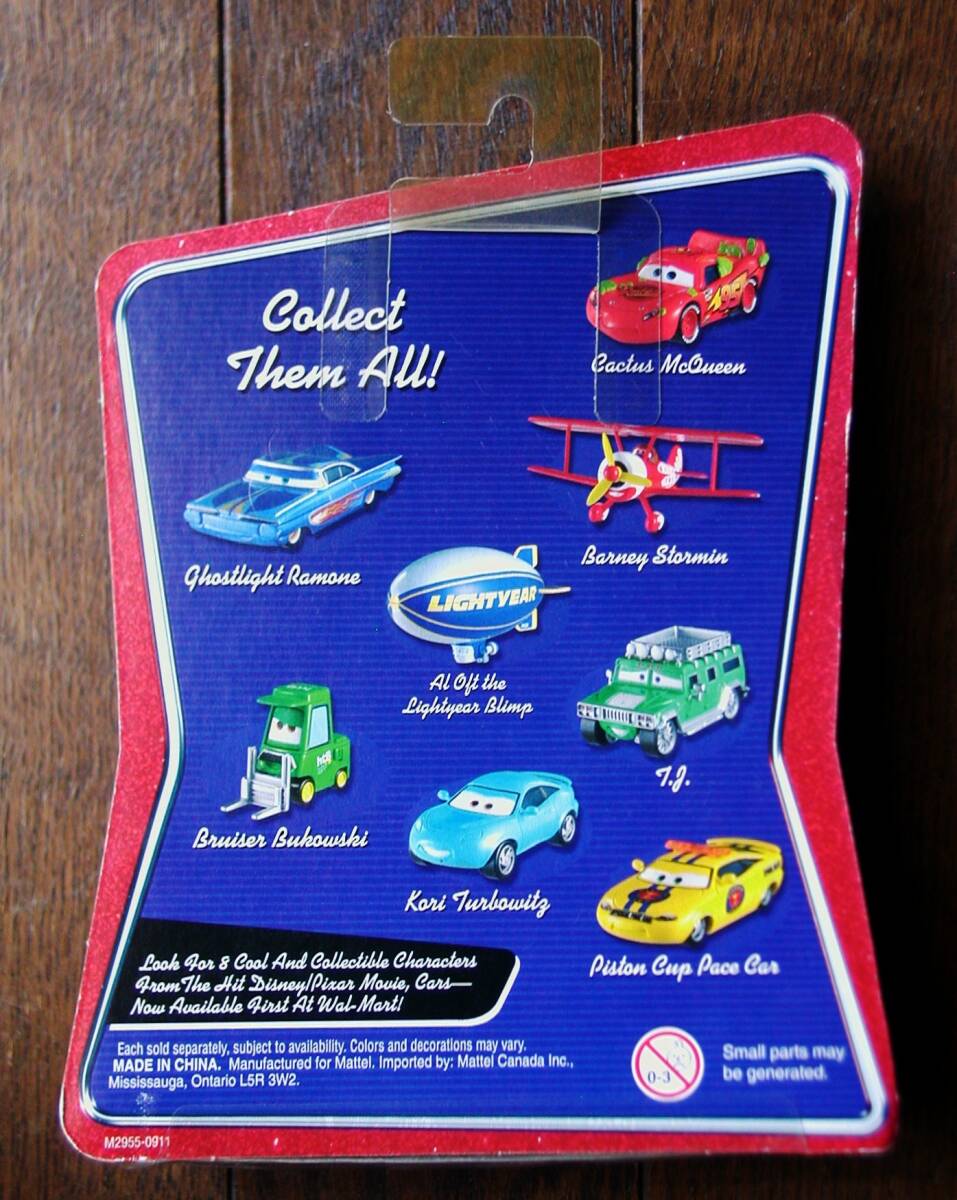 Collect
Them All!
Cactus McQueen
95
Ghostlight Ramone
Barney Stormin
LIGHTYEAR
Al Oft the
Lightyear Blimp
T.J.
Bruiser Bukowski
Kori Turbowitz
Piston Cup Pace Car
Look For 8 Cool And Collectible Characters
From The Hit Disney/Pixar Movie, Cars—
Now Available First At Wal-Mart!
Each sold separately, subject to availability. Colors and decorations may vary.
MADE IN CHINA. Manufactured for Mattel. Imported by: Mattel Canada Inc.,
Mississauga, Ontario L5R 3W2.
0-3
Small parts may
be generated.
M2955-0911